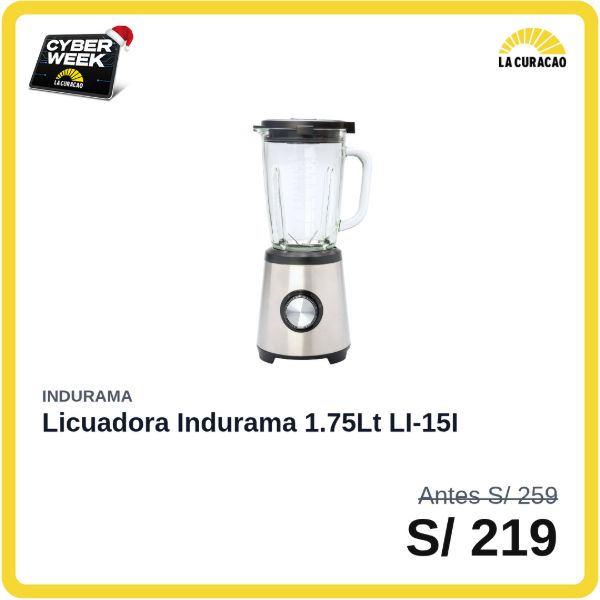 CYBER
WEEK
LA CURACAO
LA CURACAO
INDURAMA
Licuadora Indurama 1.75Lt LI-15I
Antes S/ 259
S/ 219